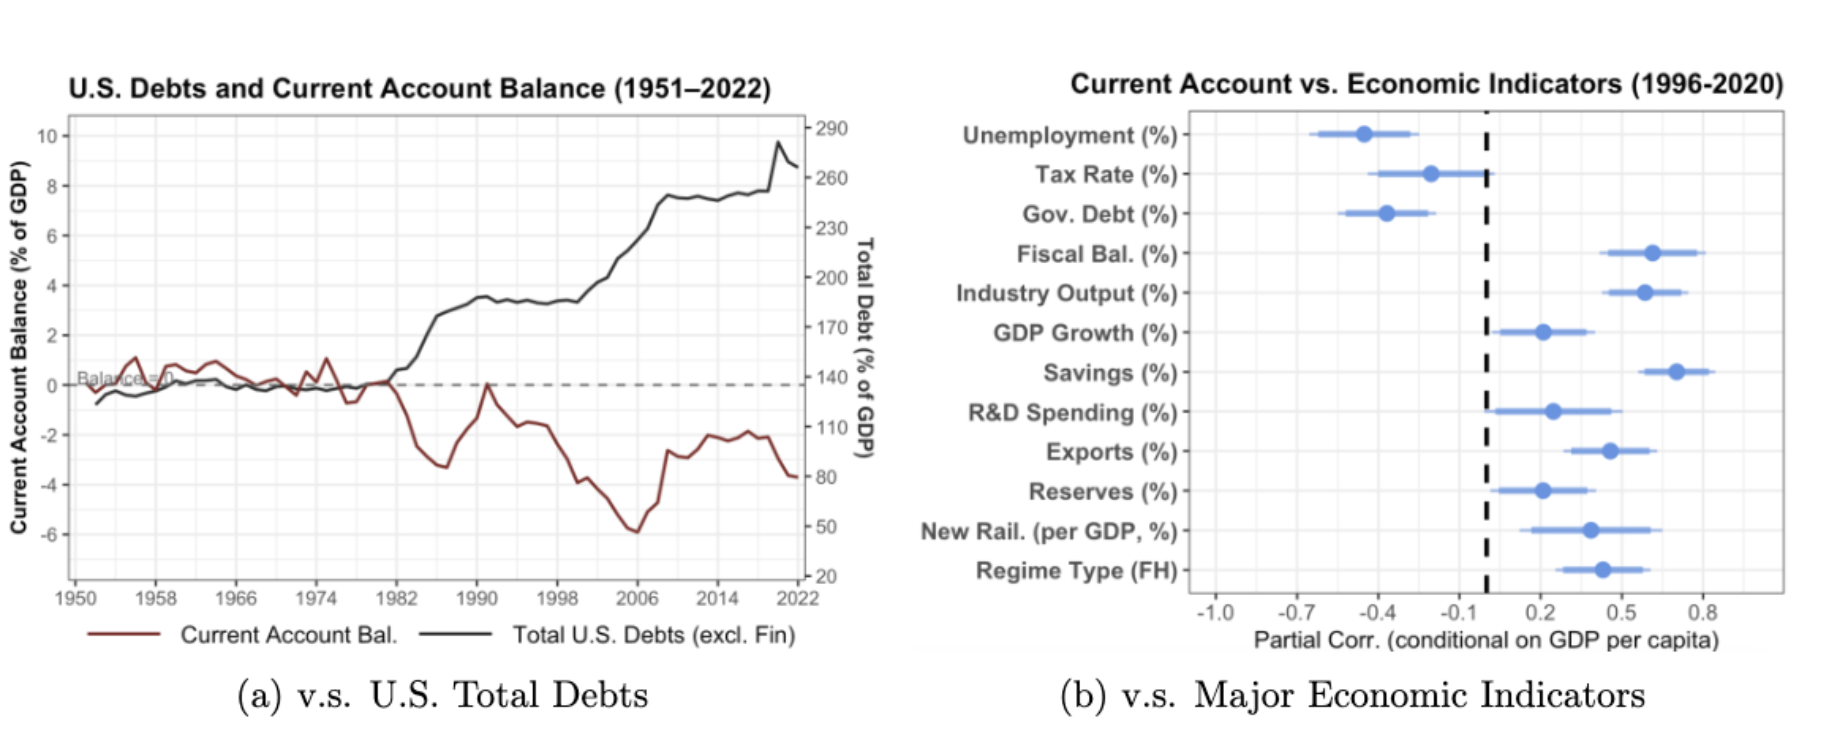 U.S. Debts and Current Account Balance (1951–2022)
Current Account Balance (% of GDP)
10
8
6
4
2
0
-2
-4
-6
Balance = 0
290
260
230
200
170
140
110
80
50
20
Total Debt (% of GDP)
1950 1958 1966 1974 1982 1990 1998 2006 2014 2022
Current Account Bal. Total U.S. Debts (excl. Fin)
(a) v.s. U.S. Total Debts
Current Account vs. Economic Indicators (1996-2020)
Unemployment (%)
Tax Rate (%)
Gov. Debt (%)
Fiscal Bal. (%)
Industry Output (%)
GDP Growth (%)
Savings (%)
R&D Spending (%)
Exports (%)
Reserves (%)
New Rail. (per GDP, %)
Regime Type (FH)
-1.0 -0.7 -0.4 -0.1 0.2 0.5 0.8
Partial Corr. (conditional on GDP per capita)
(b) v.s. Major Economic Indicators